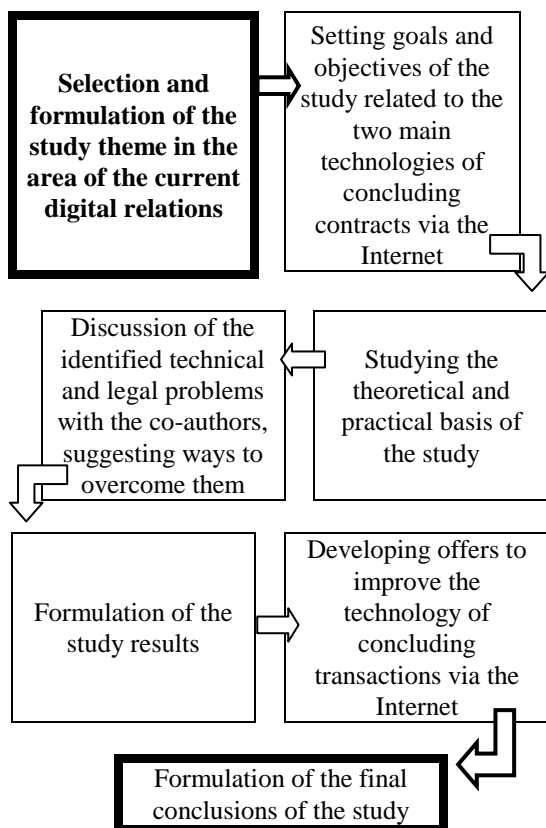 Selection and
formulation of the
study theme in the
area of the current
digital relations
Setting goals and
objectives of the
study related to the
two main
technologies of
concluding
contracts via the
Internet
Studying the
theoretical and
practical basis of
the study
Discussion of the
identified technical
and legal problems
with the co-authors,
suggesting ways to
overcome them
Formulation of the
study results
Developing offers to
improve the
technology of
concluding
transactions via the
Internet
Formulation of the final
conclusions of the study